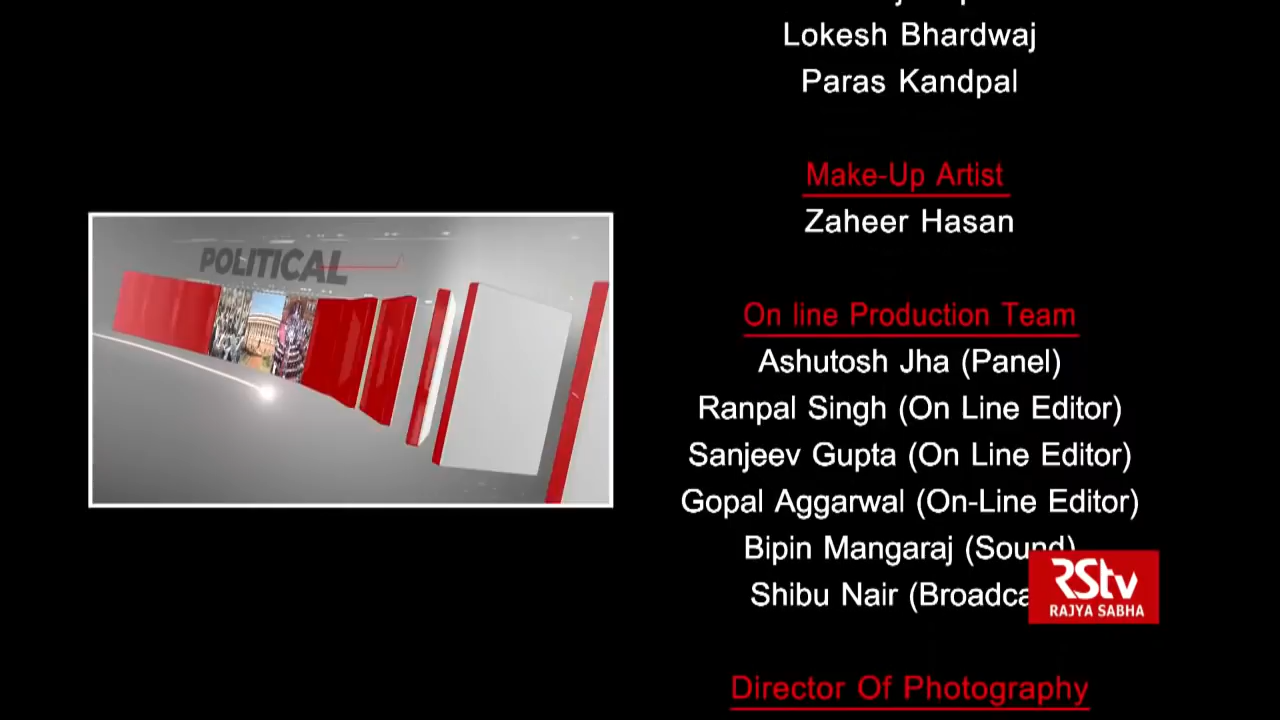 Lokesh Bhardwaj
Paras Kandpal
Make-Up Artist
Zaheer Hasan
POLITICAL
On line Production Team
Ashutosh Jha (Panel)
Ranpal Singh (On Line Editor)
Sanjeev Gupta (On Line Editor)
Gopal Aggarwal (On-Line Editor)
Bipin Mangaraj (Sound)
Shibu Nair
RStv
RAJYA SABHA
Director Of Photography